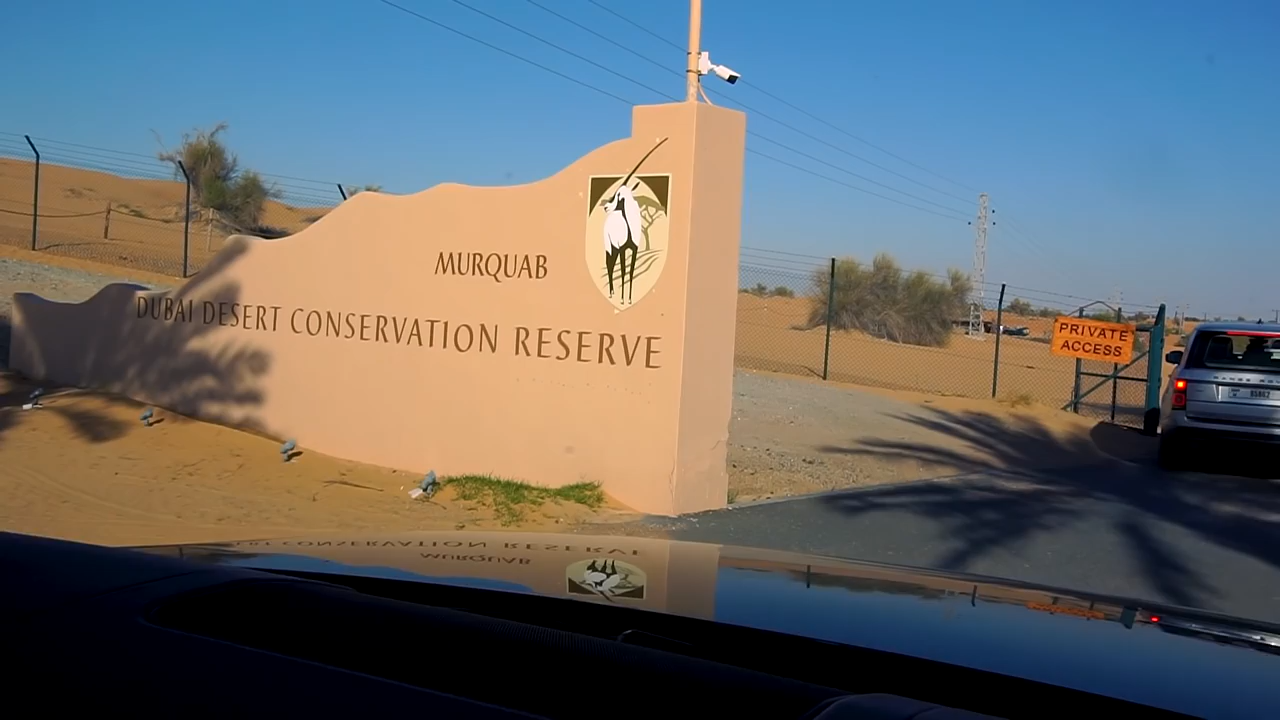 MURQUAB
DUBAI DESERT CONSERVATION RESERVE
PRIVATE
ACCESS